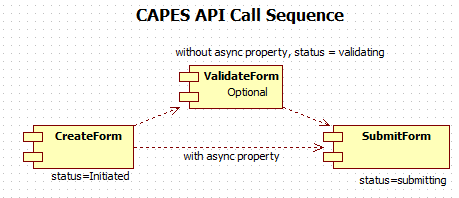 CAPES API Call Sequence
without async property, status = validating
ValidateForm
Optional
CreateForm
SubmitForm
with async property
status=Initiated
status=submitting